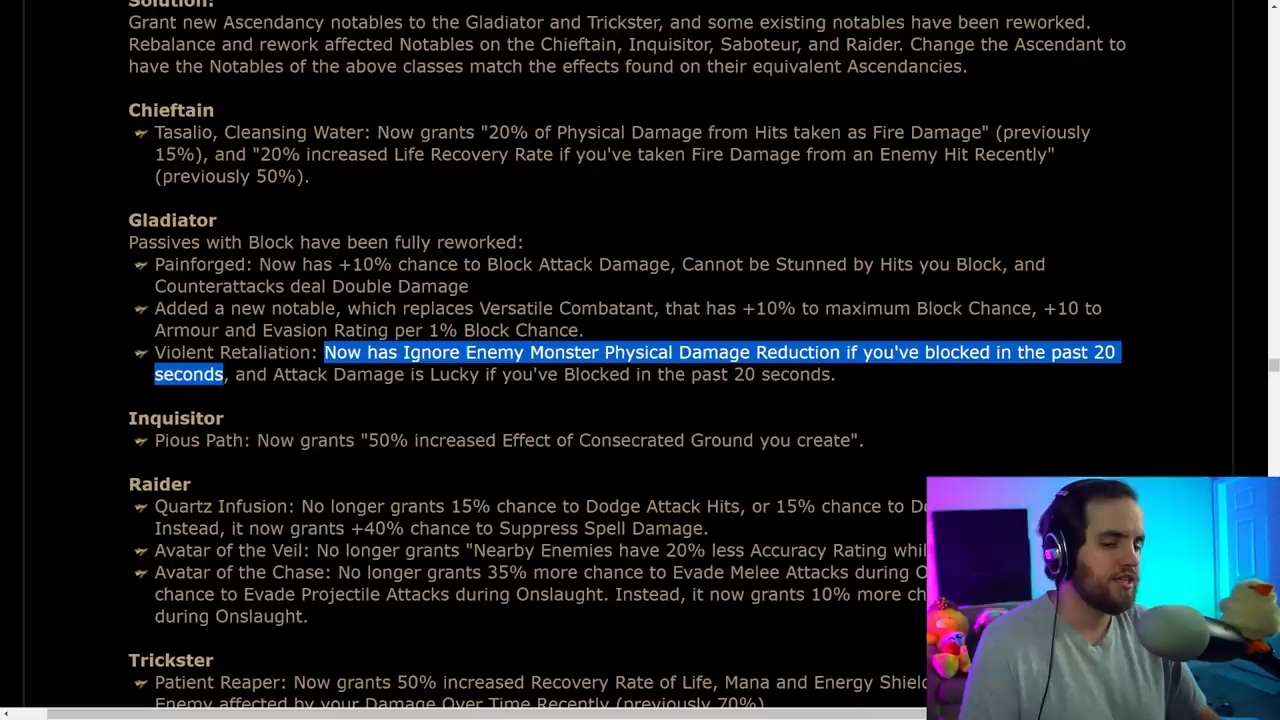 Solution:
Grant new Ascendancy notables to the Gladiator and Trickster, and some existing notables have been reworked.
Rebalance and rework affected Notables on the Chieftain, Inquisitor, Saboteur, and Raider. Change the Ascendant to
have the Notables of the above classes match the effects found on their equivalent Ascendancies.
Chieftain
Tasalio, Cleansing Water: Now grants "20% of Physical Damage from Hits taken as Fire Damage" (previously
15%), and "20% increased Life Recovery Rate if you've taken Fire Damage from an Enemy Hit Recently"
(previously 50%).
Gladiator
Passives with Block have been fully reworked:
Painforged: Now has +10% chance to Block Attack Damage, Cannot be Stunned by Hits you Block, and
Counterattacks deal Double Damage
Added a new notable, which replaces Versatile Combatant, that has +10% to maximum Block Chance, +10 to
Armour and Evasion Rating per 1% Block Chance.
Violent Retaliation: Now has Ignore Enemy Monster Physical Damage Reduction if you've blocked in the past 20
seconds, and Attack Damage is Lucky if you've Blocked in the past 20 seconds.
Inquisitor
Pious Path: Now grants "50% increased Effect of Consecrated Ground you create".
Raider
Quartz Infusion: No longer grants 15% chance to Dodge Attack Hits, or 15% chance to
Instead, it now grants +40% chance to Suppress Spell Damage.
Avatar of the Veil: No longer grants "Nearby Enemies have 20% less Accuracy Rating
Avatar of the Chase: No longer grants 35% more chance to Evade Melee Attacks during
chance to Evade Projectile Attacks during Onslaught. Instead, it now grants 10% more
during Onslaught.
Trickster
Patient Reaper: Now grants 50% increased Recovery Rate of Life, Mana and Energy
Enemy affected by your Damage Over Time Recently (previously 70%)